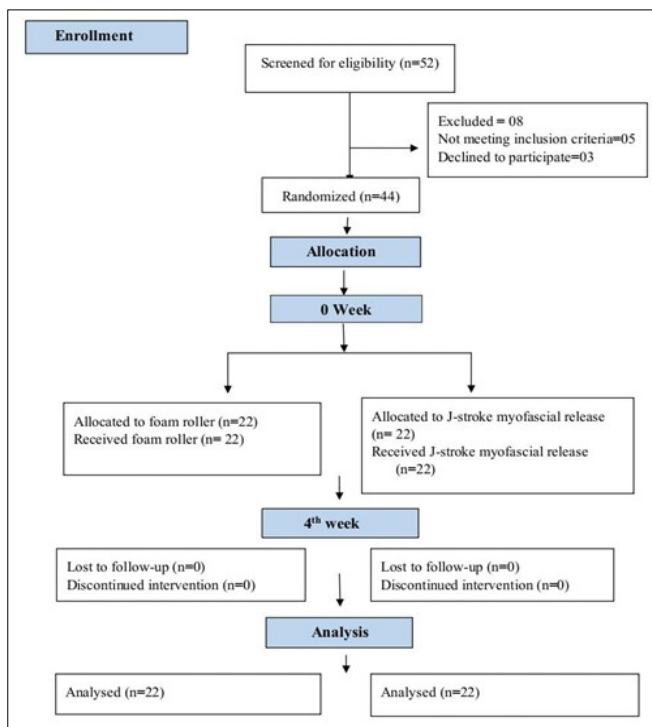 Enrollment
Screened for eligibility (n=52)
Excluded = 08
Not meeting inclusion criteria=05
Declined to participate=03
Randomized (n=44)
Allocation
0 Week
Allocated to foam roller (n=22)
Received foam roller (n= 22)
Allocated to J-stroke myofascial release
(n= 22)
Received J-stroke myofascial release
(n=22)
4th week
Lost to follow-up (n=0)
Discontinued intervention (n=0)
Lost to follow-up (n=0)
Discontinued intervention (n=0)
Analysis
Analysed (n=22)
Analysed (n=22)